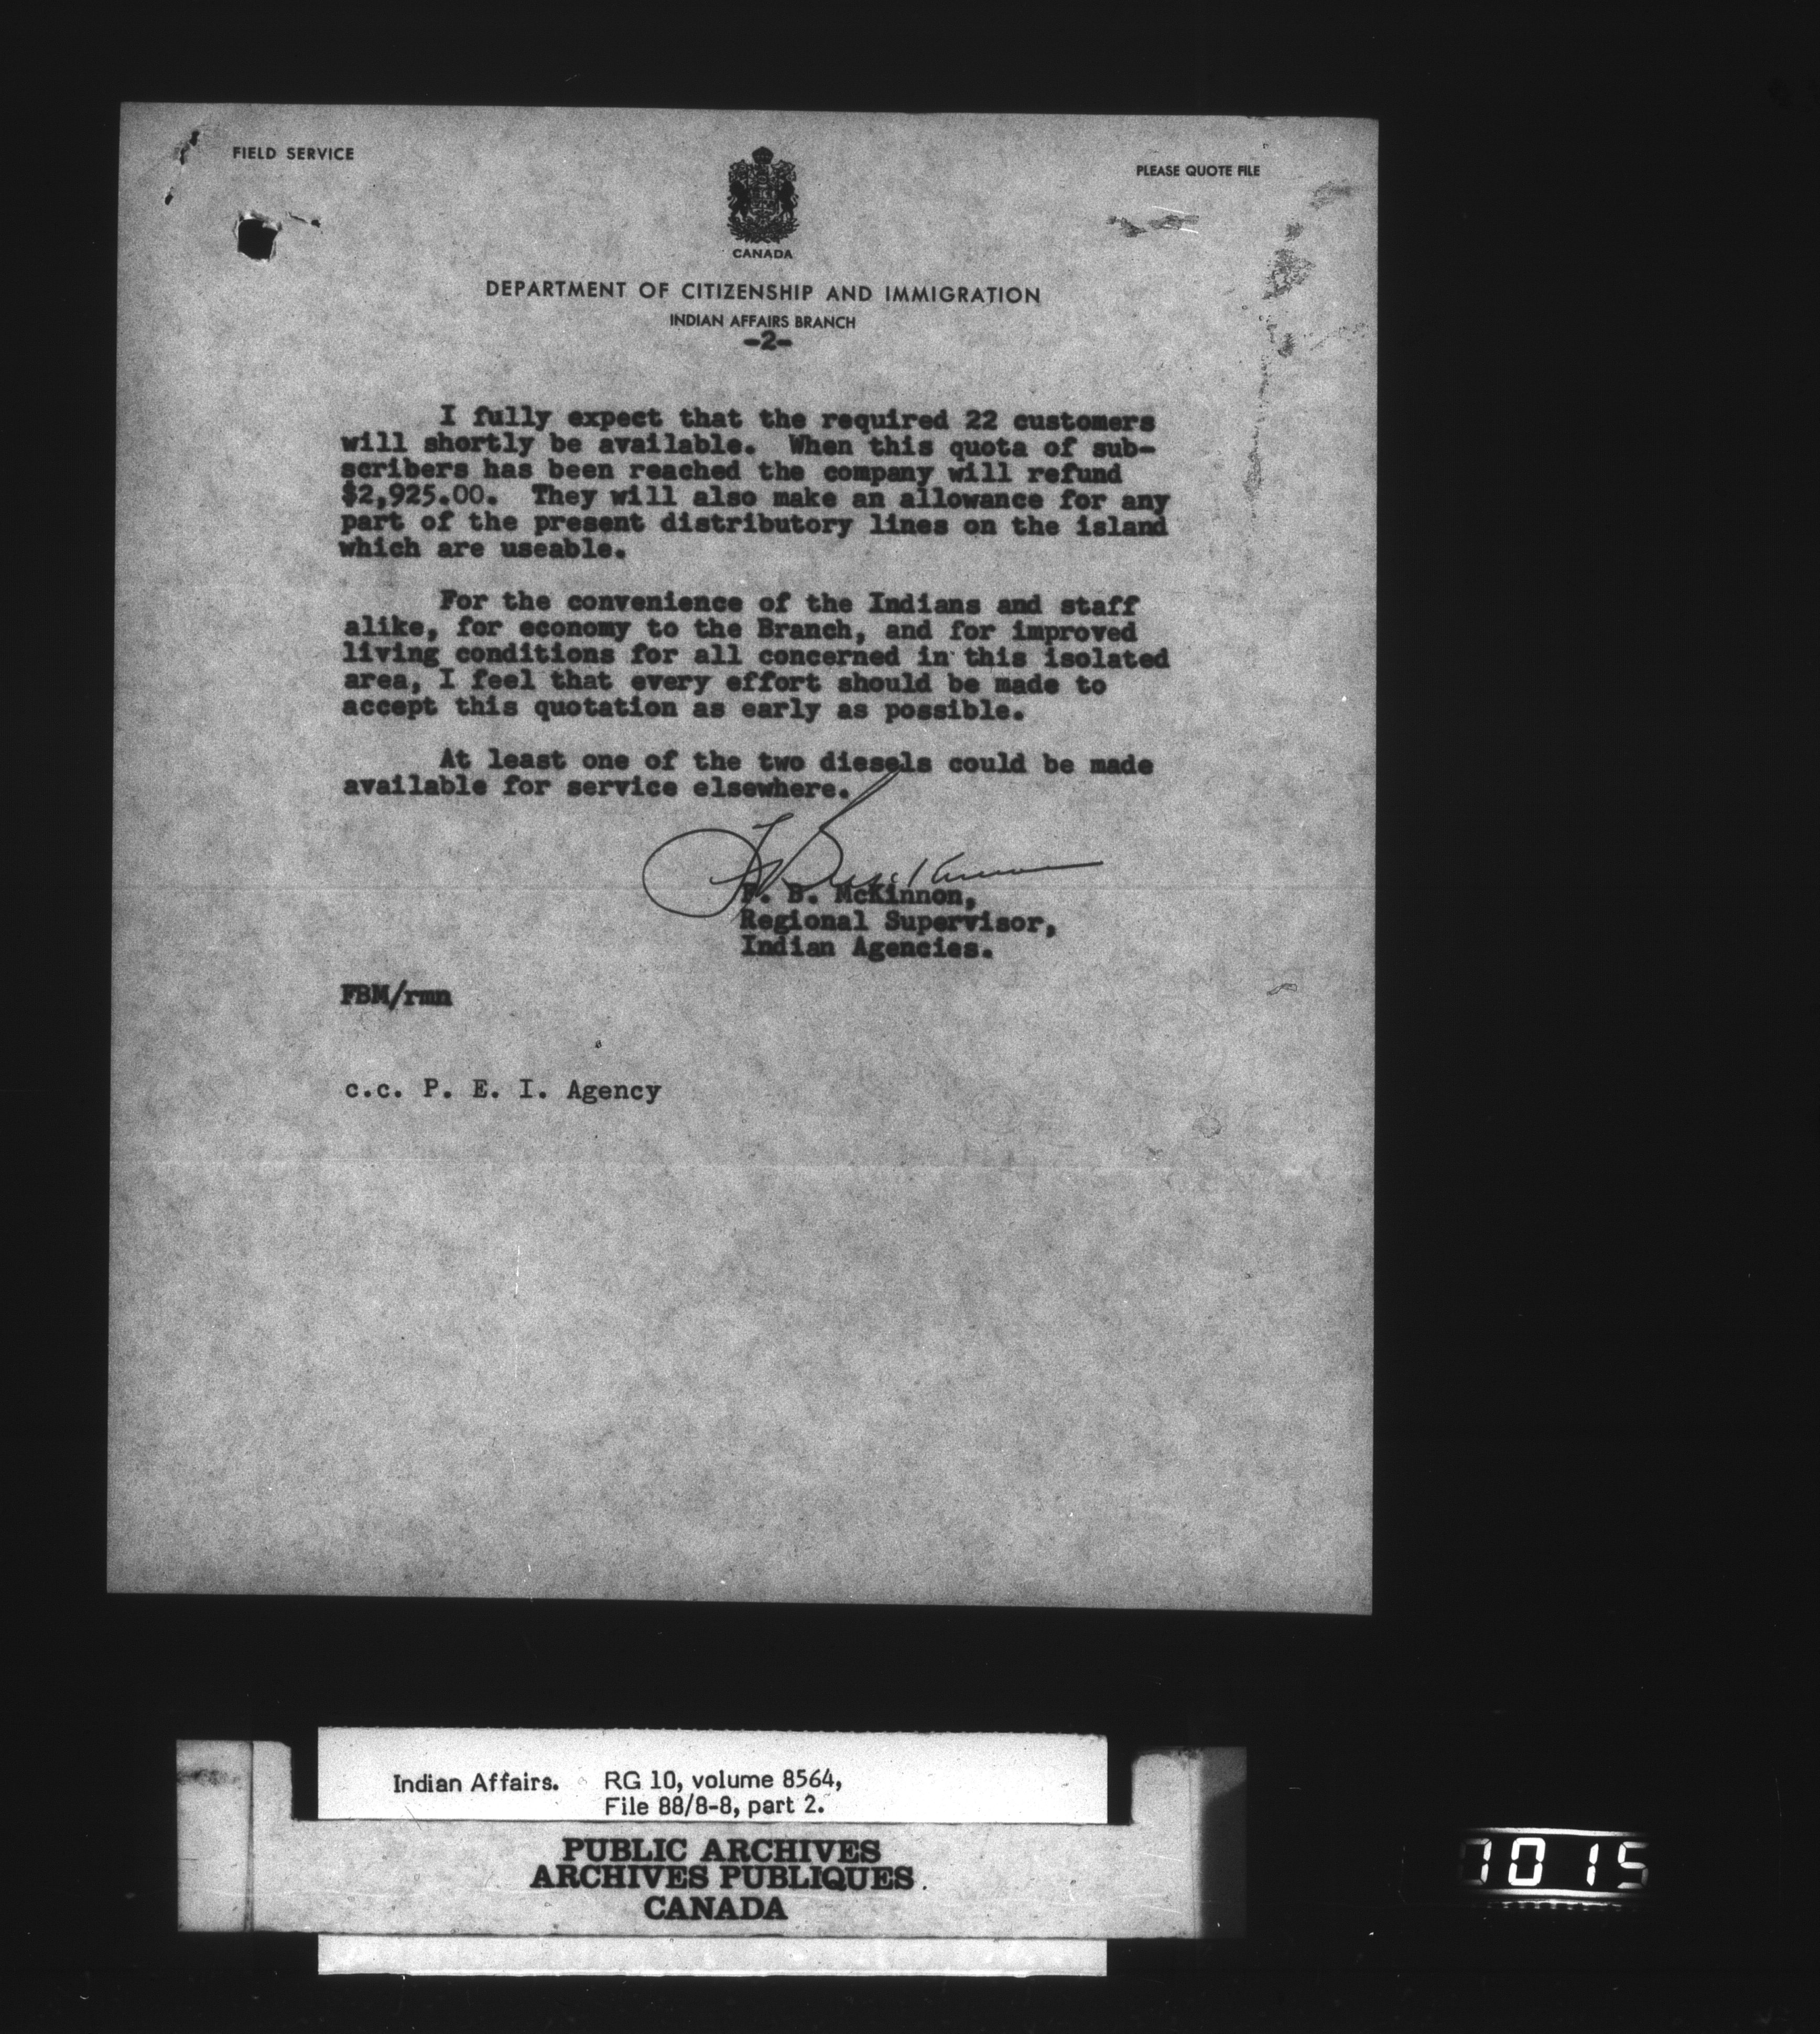 FIELD SERVICE
PLEASE QUOTE FILE
CANADA
DEPARTMENT OF CITIZENSHIP AND IMMIGRATION
INDIAN AFFAIRS BRANCH
-2-
I fully expect that the required 22 customers
will shortly be available. When this quota of sub-
scribers has been reached the company will refund
$2,925.00. They will also make an allowance for any
part of the present distributory lines on the island
which are useable.
For the convenience of the Indians and staff
alike, for economy to the Branch, and for improved
living conditions for all concerned in this isolated
area, I feel that every effort should be made to
accept this quotation as early as possible.
At least one of the two diesels could be made
available for service elsewhere.
F. B. McKinnon,
Regional Supervisor,
Indian Agencies.
FBM/rmn
c.c. P. E. I. Agency
Indian Affairs. RG 10, volume 8564,
File 88/8-8, part 2.
PUBLIC ARCHIVES
ARCHIVES PUBLIQUES
CANADA
1015